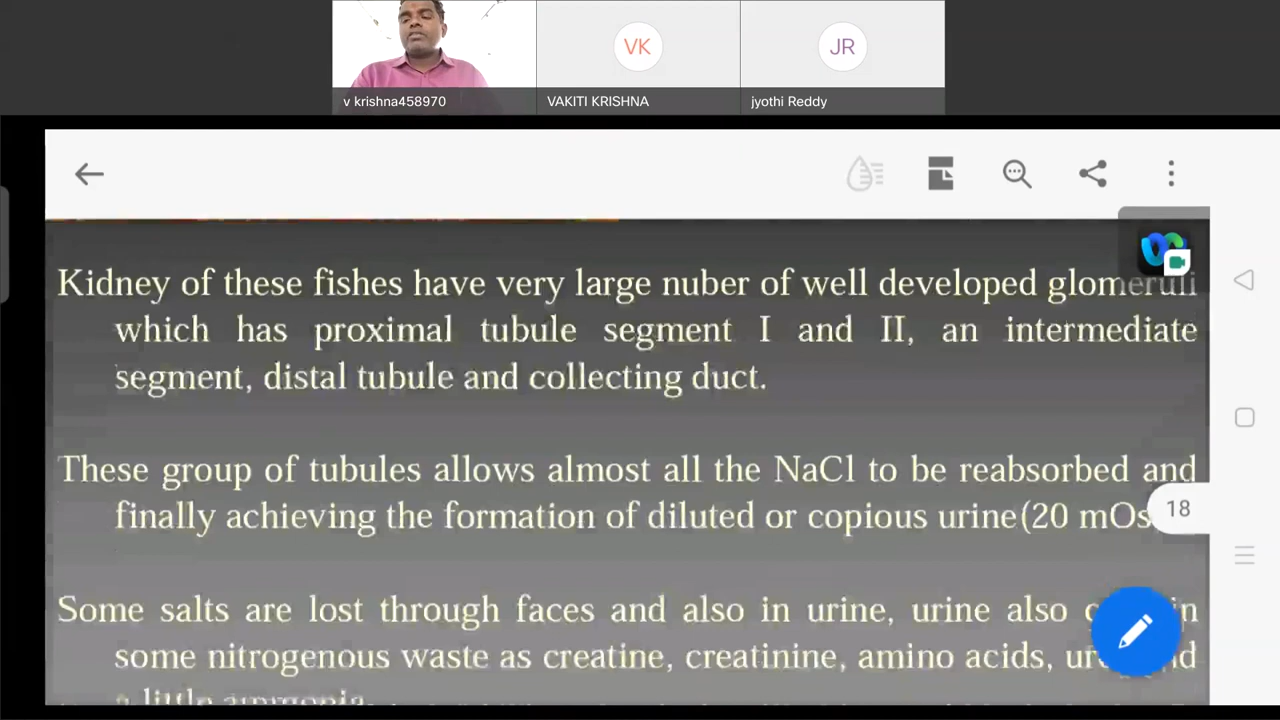 VK
JR
v krishna458970
VAKITI KRISHNA
jyothi Reddy
Kidney of these fishes have very large nuber of well developed glomeruli
which has proximal tubule segment I and II, an intermediate
segment, distal tubule and collecting duct.
These group of tubules allows almost all the NaCl to be reabsorbed and
finally achieving the formation of diluted or copious urine(20 mOs
18
Some salts are lost through faces and also in urine, urine also in
some nitrogenous waste as creatine, creatinine, amino acids,
a little ammonia